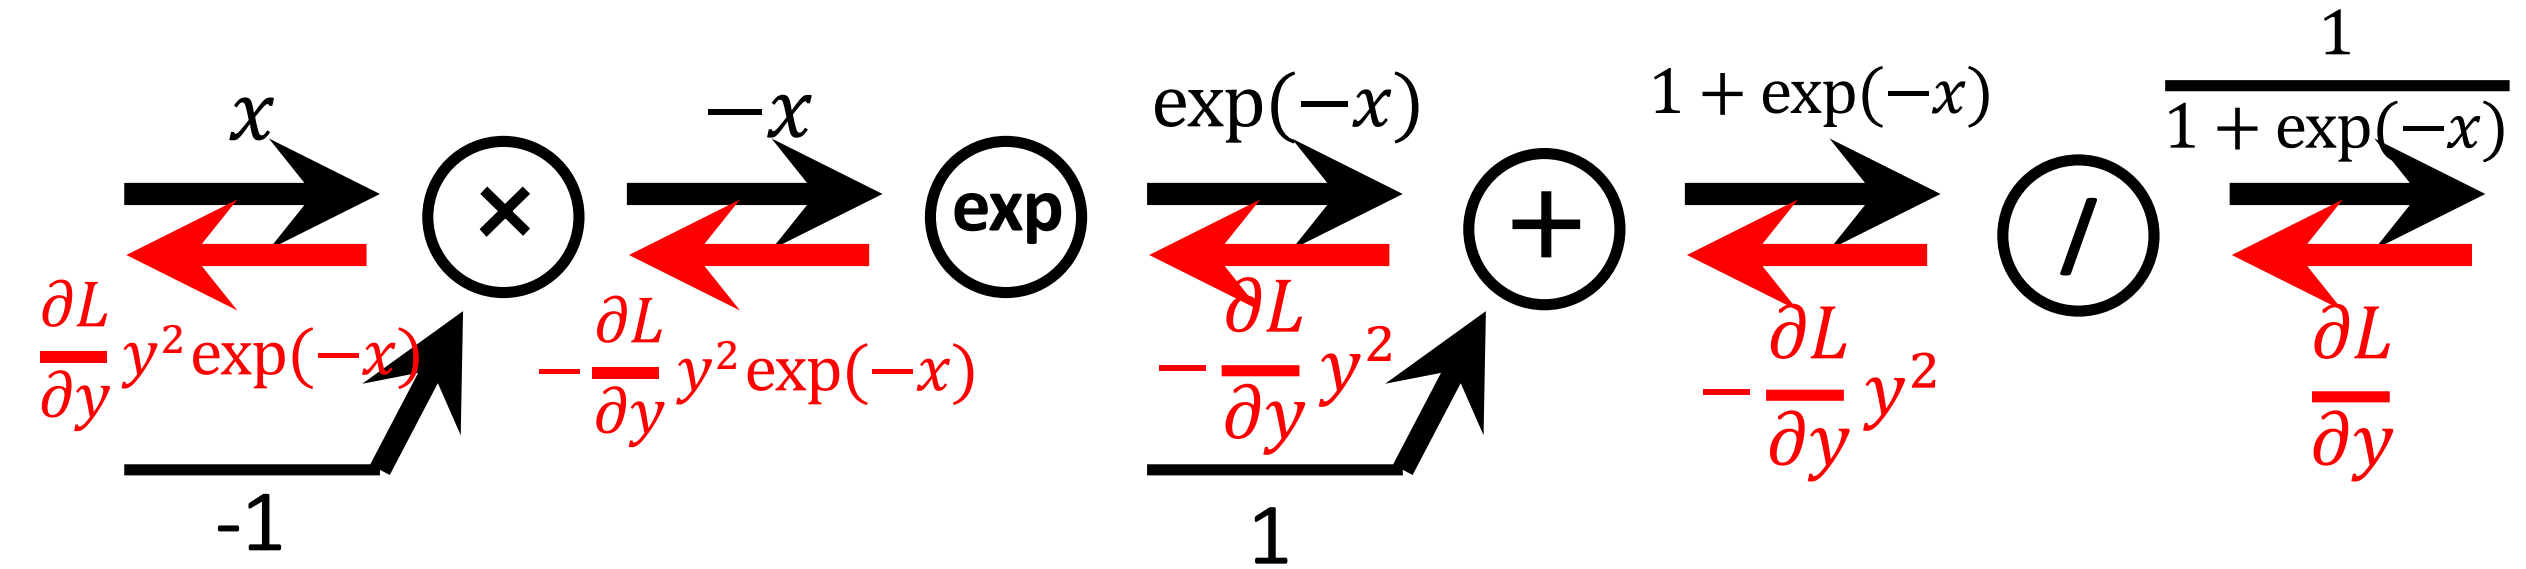 x
−x
exp(−x)
1 + exp(−x)
1
1 + exp(−x)
×
exp
+
/
∂L/∂y y² exp(−x)
− ∂L/∂y y² exp(−x)
− ∂L/∂y y²
− ∂L/∂y y²
∂L/∂y
-1
1